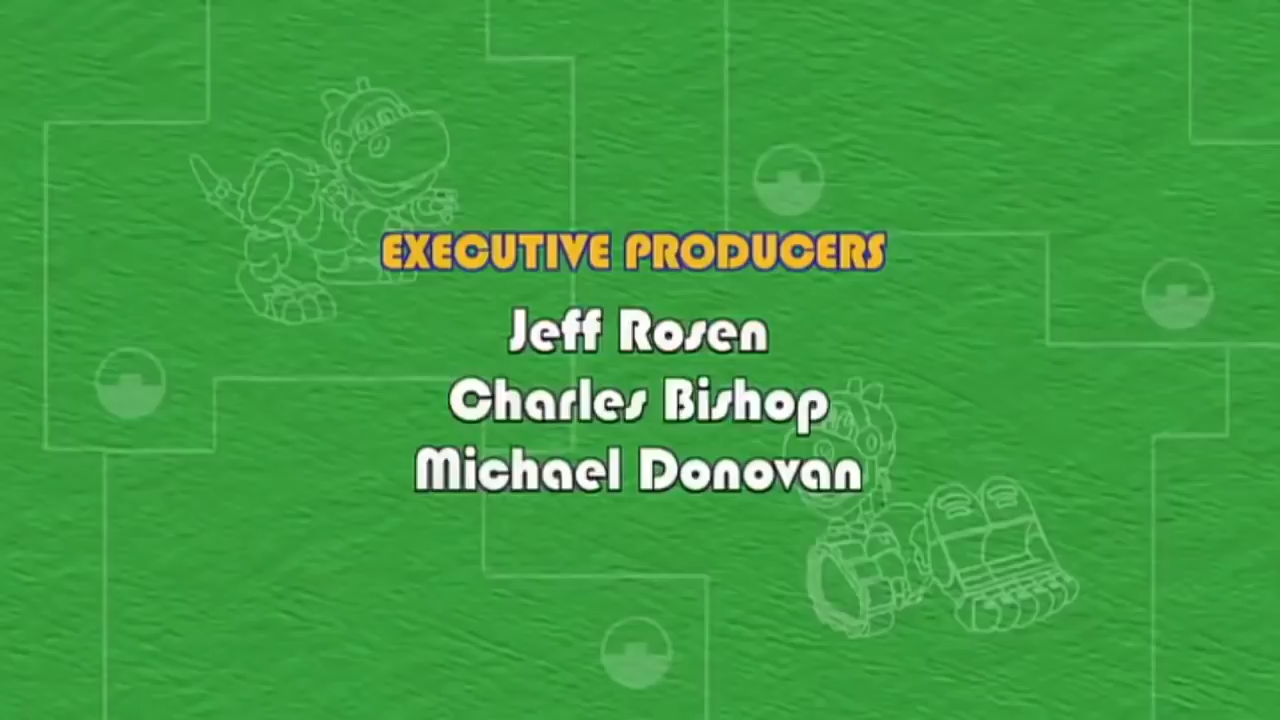 EXECUTIVE PRODUCERS
Jeff Rosen
Charles Bishop
Michael Donovan